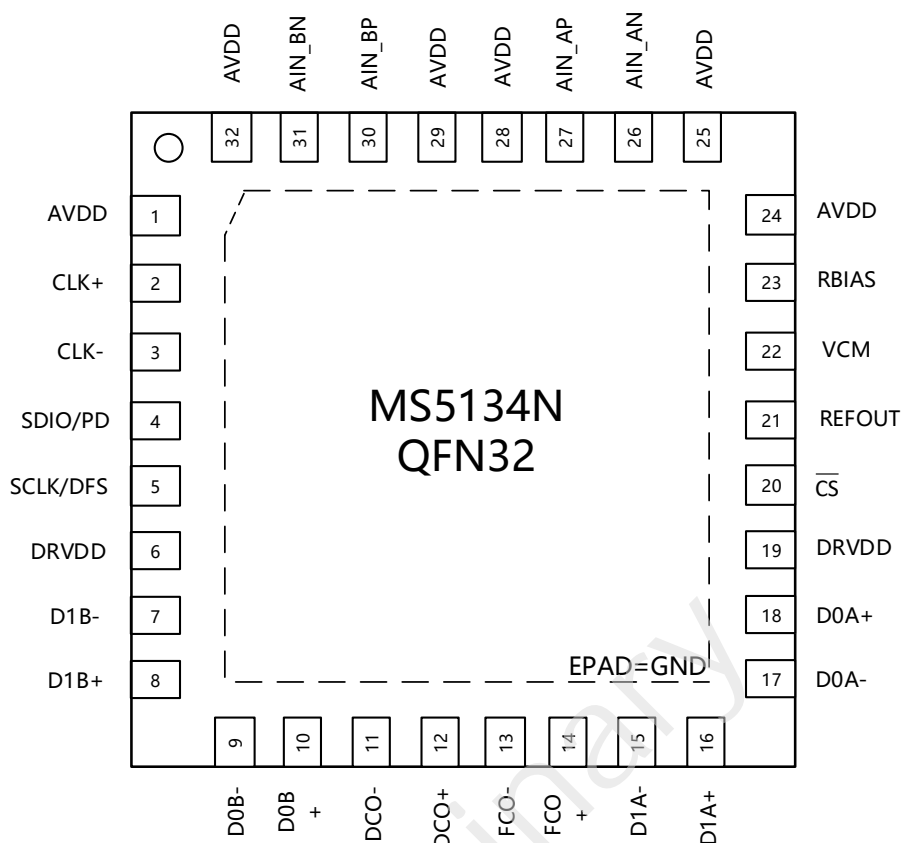 AVDD
AIN_BN
AIN_BP
AVDD
AVDD
AIN_AP
AIN_AN
AVDD
32
31
30
29
28
27
26
25
AVDD 1
CLK+ 2
CLK- 3
SDIO/PD 4
SCLK/DFS 5
DRVDD 6
D1B- 7
D1B+ 8
24 AVDD
23 RBIAS
22 VCM
21 REFOUT
20 CS
19 DRVDD
18 D0A+
17 D0A-
MS5134N
QFN32
EPAD=GND
9
10
11
12
13
14
15
16
D0B-
D0B
+
DCO-
DCO+
FCO-
FCO
+
D1A-
D1A+